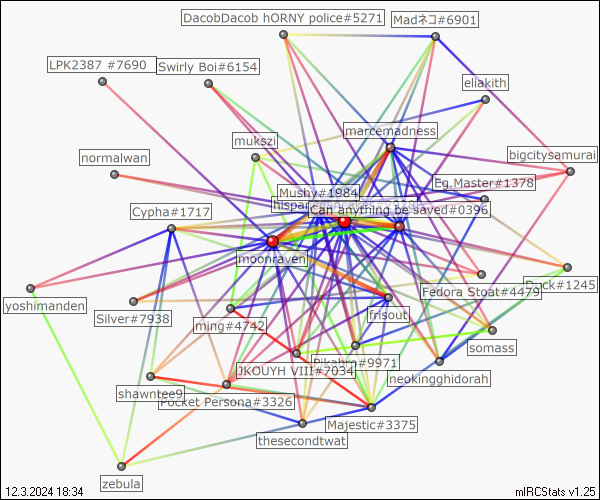 DacobDacob hORNY police#5271
Madネコ#6901
LPK2387 #7690
Swirly Boi#6154
eliakith
marcemadness
mukszi
normalwan
bigcitysamurai
Eg.Master#1378
Mushy#1984
Can anything be saved#0396
Cypha#1717
moonraven
Fedora Stoat#4479
Duck#1245
yoshimanden
Silver#7938
ming#4742
frisout
somass
Pikabro#9971
JKOUYH VIII#7034
neokingghidorah
shawntee9
Pocket Persona#3326
Majestic#3375
thesecondtwat
zebula
12.3.2024 18:34
mIRCStats v1.25